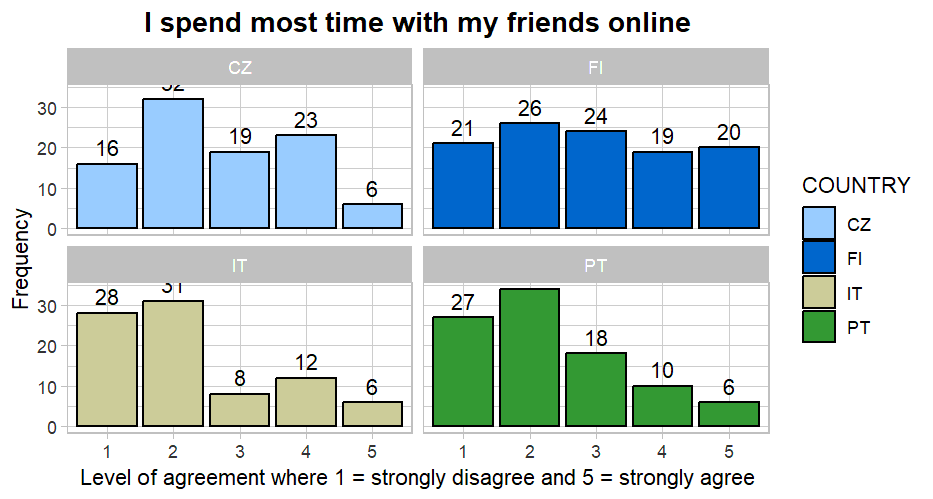 I spend most time with my friends online
CZ
FI
32
16
19
23
6
21
26
24
19
20
30
20
10
0
IT
PT
28
31
8
12
6
27
18
10
6
30
20
10
0
1 2 3 4 5
1 2 3 4 5
Frequency
Level of agreement where 1 = strongly disagree and 5 = strongly agree
COUNTRY
CZ
FI
IT
PT